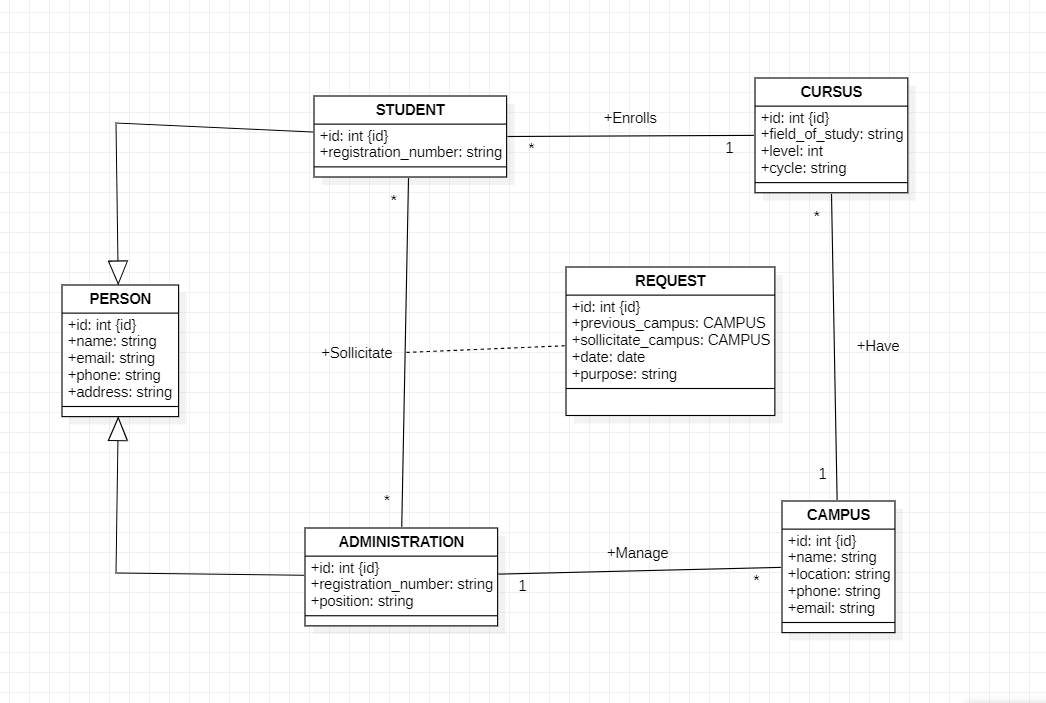 STUDENT
+id: int {id}
+registration_number: string
+Enrolls
*
1
CURSUS
+id: int {id}
+field_of_study: string
+level: int
+cycle: string
*
*
PERSON
+id: int {id}
+name: string
+email: string
+phone: string
+address: string
+Sollicitate
REQUEST
+id: int {id}
+previous_campus: CAMPUS
+sollicitate_campus: CAMPUS
+date: date
+purpose: string
+Have
*
1
ADMINISTRATION
+id: int {id}
+registration_number: string
+position: string
+Manage
1
*
CAMPUS
+id: int {id}
+name: string
+location: string
+phone: string
+email: string